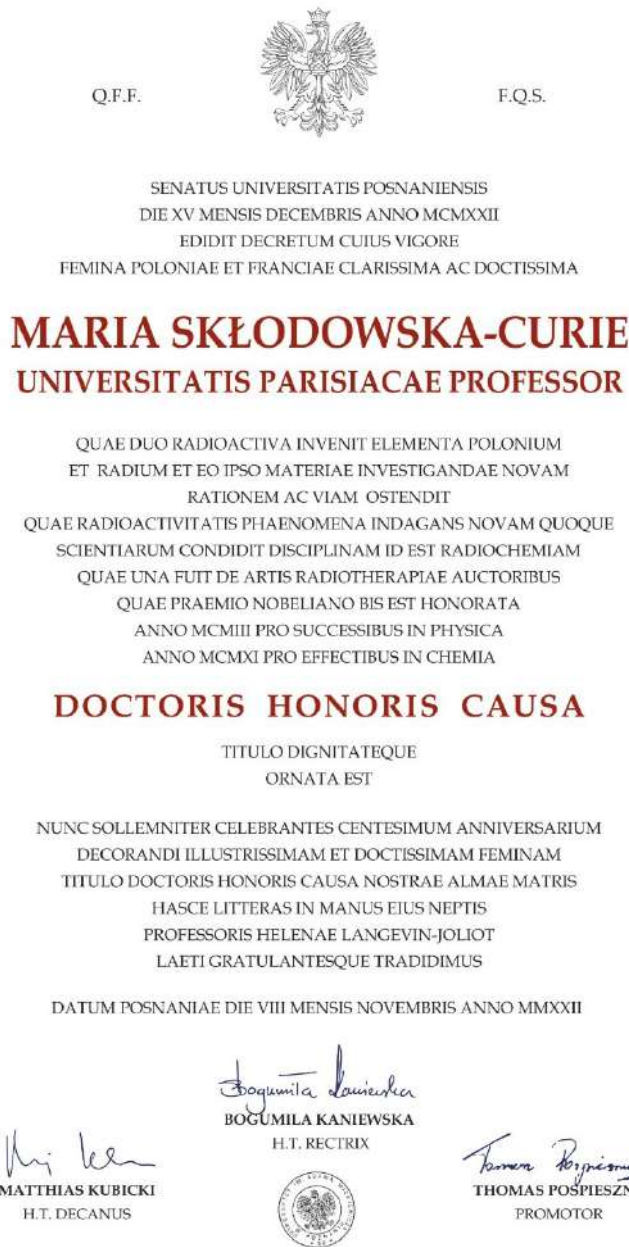 Q.F.F. F.Q.S.
SENATUS UNIVERSITATIS POSNANIENSIS
DIE XV MENSIS DECEMBRIS ANNO MCMXXII
EDIDIT DECRETUM CUIUS VIGORE
FEMINA POLONIAE ET FRANCIAE CLARISSIMA AC DOCTISSIMA
MARIA SKŁODOWSKA-CURIE
UNIVERSITATIS PARISIACAE PROFESSOR
QUAE DUO RADIOACTIVA INVENIT ELEMENTA POLONIUM
ET RADIUM ET EO IPSO MATERIAE INVESTIGANDAE NOVAM
RATIONEM AC VIAM OSTENDIT
QUAE RADIOACTIVITATIS PHAENOMENA INDAGANS NOVAM QUOQUE
SCIENTIARUM CONDIDIT DISCIPLINAM ID EST RADIOCHEMIAM
QUAE UNA FUIT DE ARTIS RADIOTHERAPIAE AUCTORIBUS
QUAE PRAEMIO NOBELIANO BIS EST HONORATA
ANNO MCMIII PRO SUCCESSIBUS IN PHYSICA
ANNO MCMXI PRO EFFECTIBUS IN CHEMIA
DOCTORIS HONORIS CAUSA
TITULO DIGNITATEQUE
ORNATA EST
NUNC SOLLEMNITER CELEBRANTES CENTESIMUM ANNIVERSARIUM
DECORANDI ILLUSTRISSIMAM ET DOCTISSIMAM FEMINAM
TITULO DOCTORIS HONORIS CAUSA NOSTRAE ALMAE MATRIS
HASCE LITTERAS IN MANUS EIUS NEPTIS
PROFESSORIS HELENAE LANGEVIN-JOLIOT
LAETI GRATULANTESQUE TRADIDIMUS
DATUM POSNANIAE DIE VIII MENSIS NOVEMBRIS ANNO MMXXII
Bogumiła Kaniewska
BOGUMILA KANIEWSKA
H.T. RECTRIX
MATTHIAS KUBICKI
H.T. DECANUS
THOMAS POSPIESZN
PROMOTOR